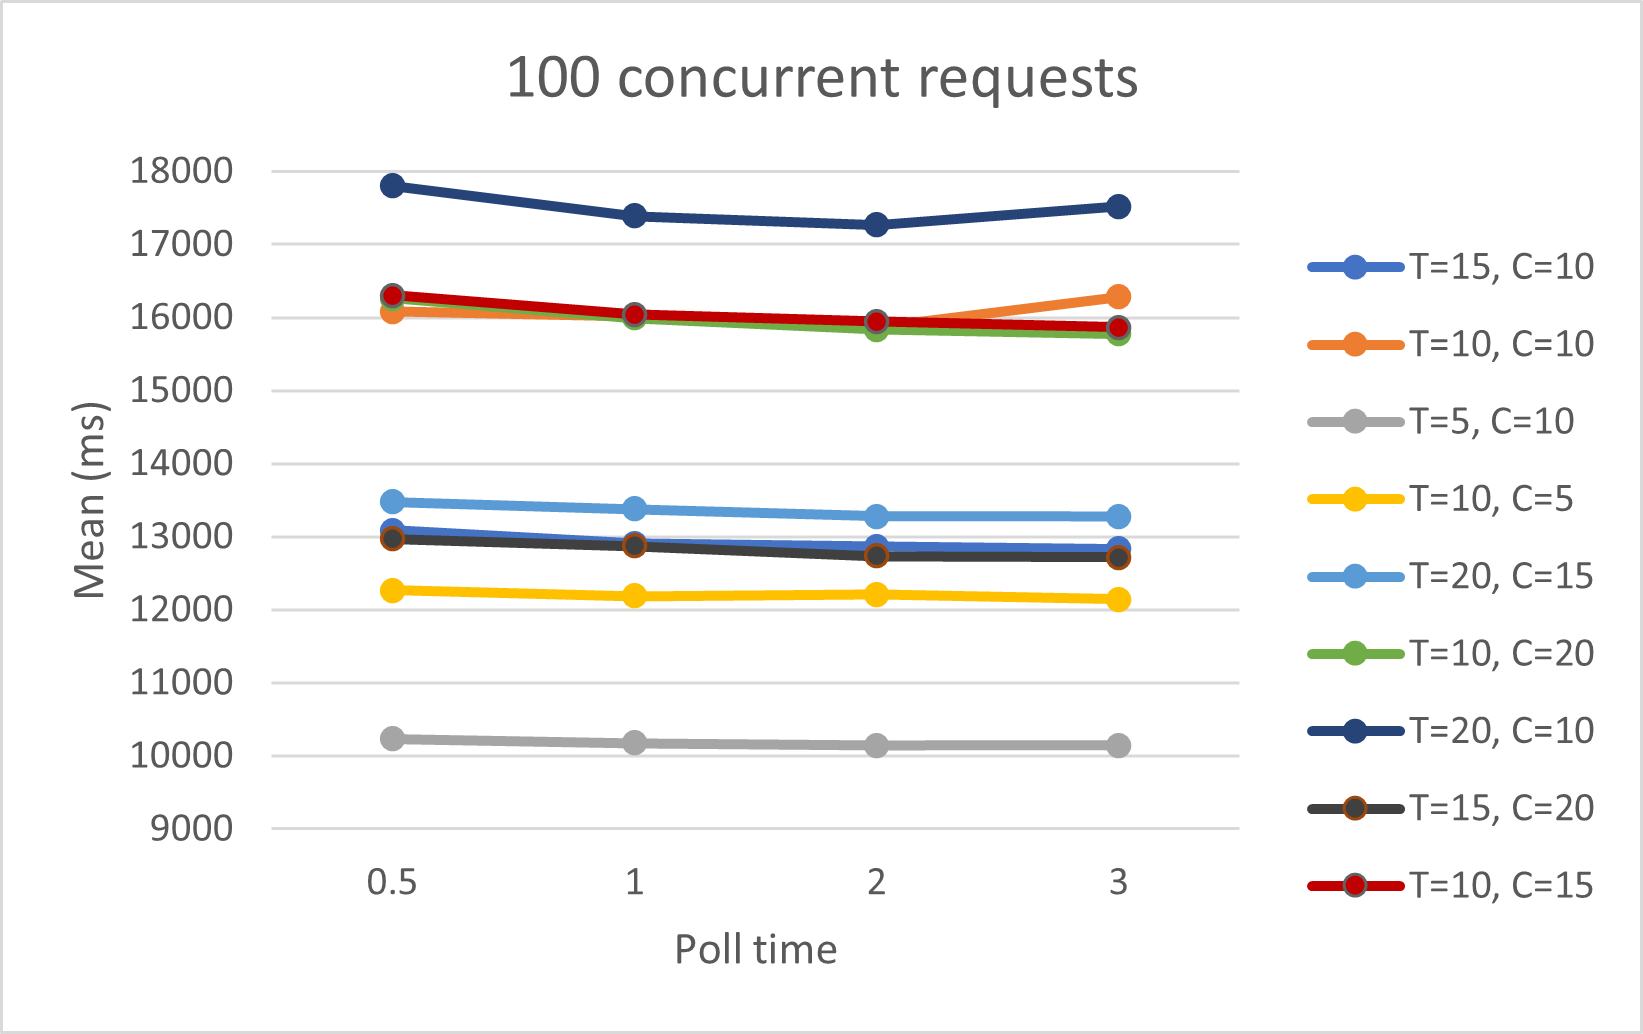 100 concurrent requests
Mean (ms)
18000
17000
16000
15000
14000
13000
12000
11000
10000
9000
0.5 1 2 3
Poll time
T=15, C=10
T=10, C=10
T=5, C=10
T=10, C=5
T=20, C=15
T=10, C=20
T=20, C=10
T=15, C=20
T=10, C=15